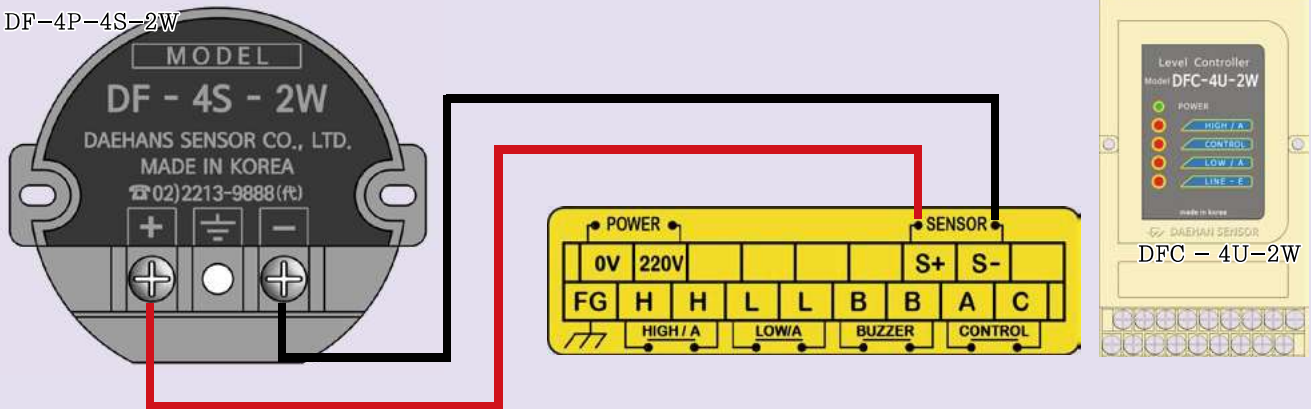 DF-4P-4S-2W
MODEL
DF - 4S - 2W
DAEHANS SENSOR CO., LTD.
MADE IN KOREA
☎02)2213-9888(代)
+ −
POWER SENSOR
0V 220V S+ S-
FG H H L L B B A C
HIGH / A LOW/A BUZZER CONTROL
Level Controller
Model DFC-4U-2W
POWER
HIGH / A
CONTROL
LOW / A
LINE - E
made in korea
DAEHAN SENSOR
DFC - 4U-2W